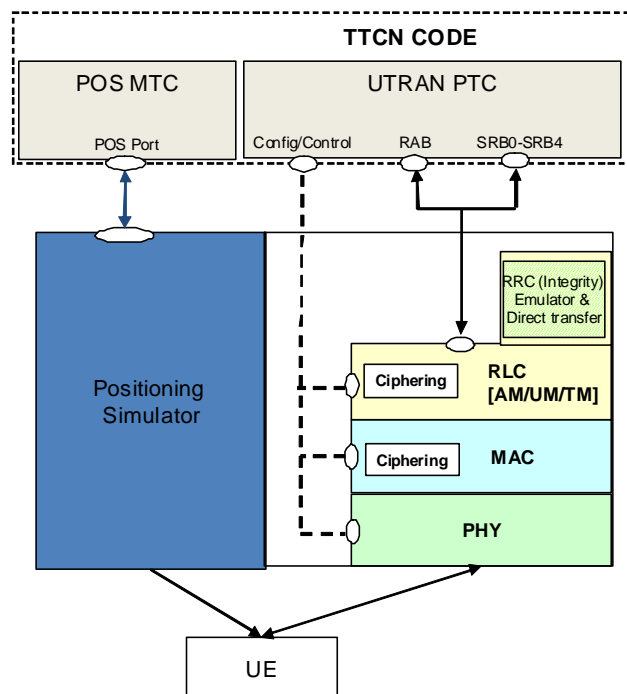 TTCN CODE
POS MTC
UTRAN PTC
POS Port
Config/Control
RAB
SRB0-SRB4
RRC (Integrity)
Emulator &
Direct transfer
Positioning
Simulator
Ciphering
RLC
[AM/UM/TM]
Ciphering
MAC
PHY
UE